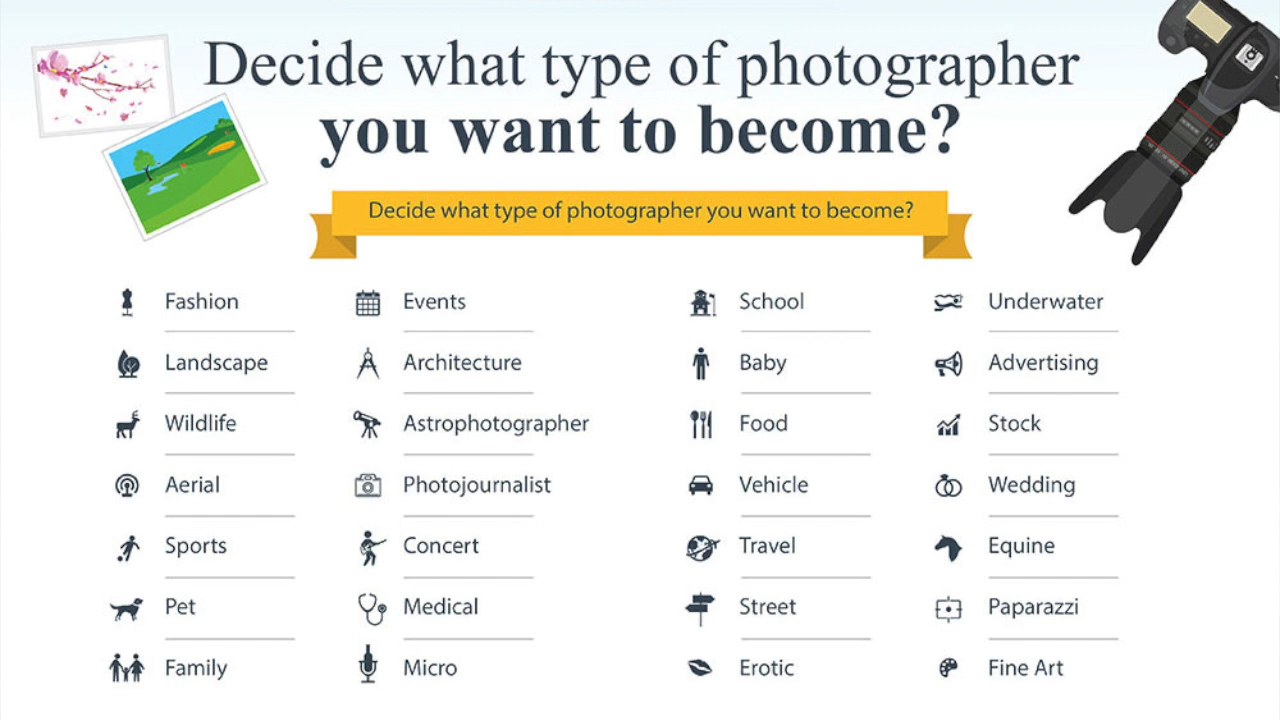 Decide what type of photographer
you want to become?
Decide what type of photographer you want to become?
Fashion
Landscape
Wildlife
Aerial
Sports
Pet
Family
Events
Architecture
Astrophotographer
Photojournalist
Concert
Medical
Micro
School
Baby
Food
Vehicle
Travel
Street
Erotic
Underwater
Advertising
Stock
Wedding
Equine
Paparazzi
Fine Art